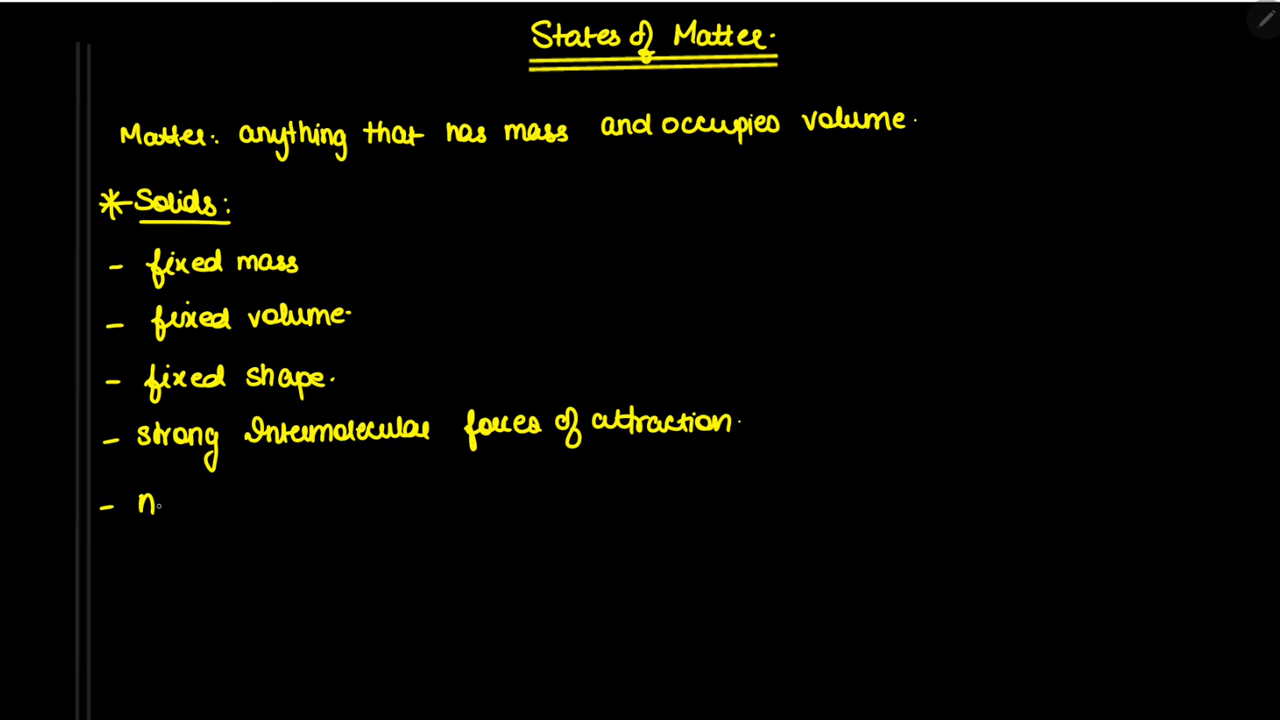 States of Matter.
Matter: anything that has mass and occupies volume.
* Solids:
- fixed mass
- fixed volume.
- fixed shape.
- strong Intermolecular forces of attraction.
- n